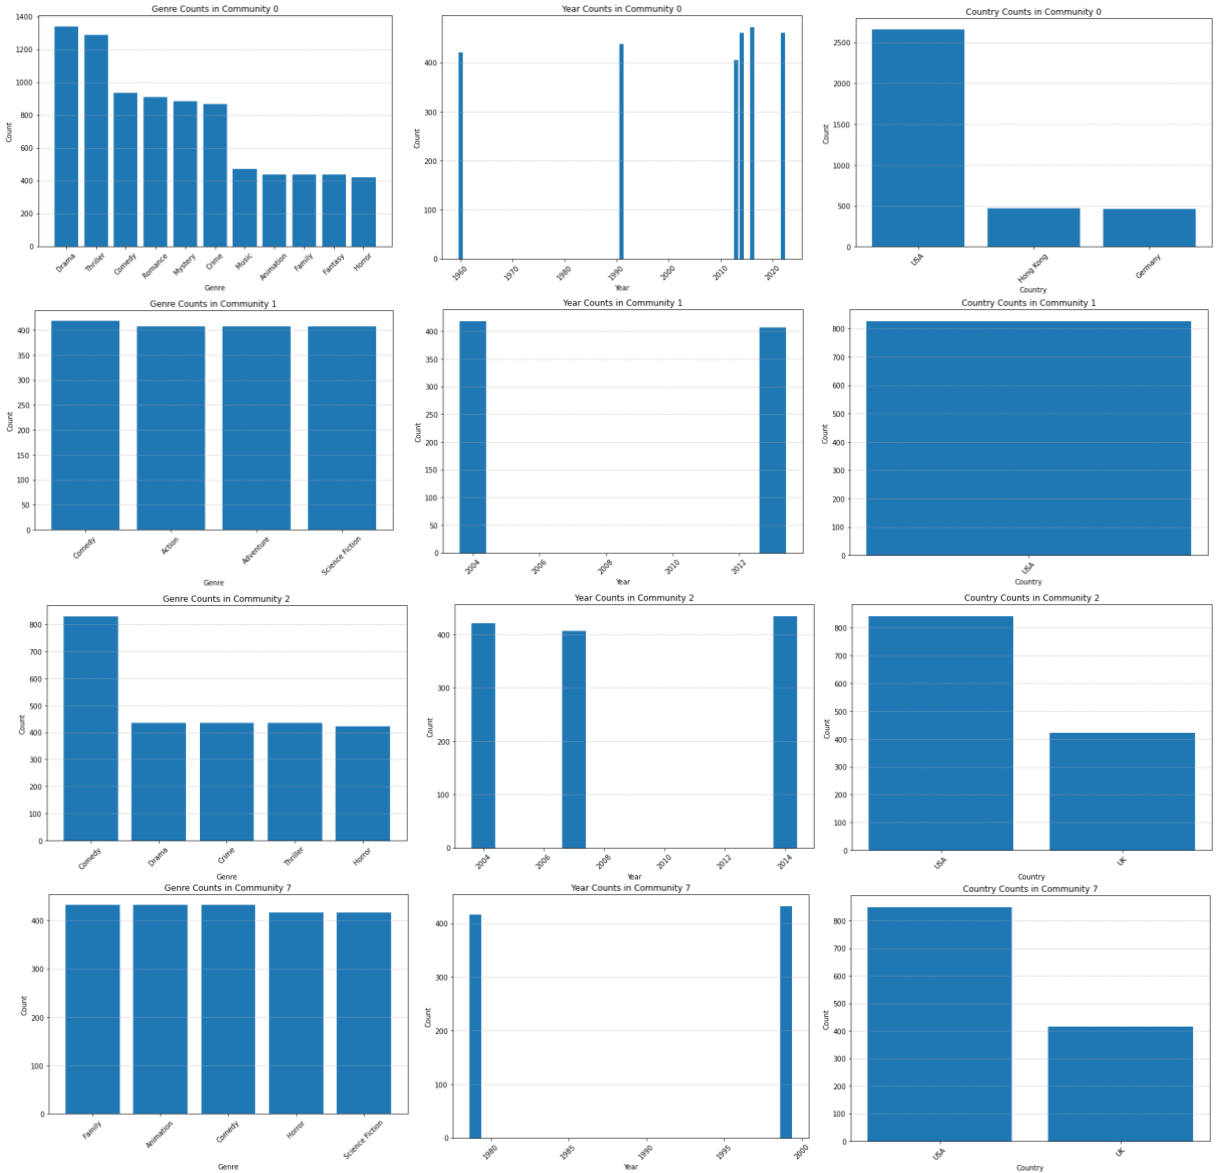 Genre Counts in Community 0
1400
1200
1000
800
600
400
200
0
Count
Drama
Thriller
Comedy
Romance
Mystery
Crime
Music
Animation
Family
Fantasy
Horror
Genre
Year Counts in Community 0
400
300
200
100
0
Count
1960
1970
1980
1990
2000
2010
2020
Year
Country Counts in Community 0
2500
2000
1500
1000
500
0
Count
USA
Hong Kong
Germany
Country
Genre Counts in Community 1
400
350
300
250
200
150
100
50
0
Count
Comedy
Action
Adventure
Science Fiction
Genre
Year Counts in Community 1
400
350
300
250
200
150
100
50
0
Count
2004
2006
2008
2010
2012
Year
Country Counts in Community 1
800
700
600
500
400
300
200
100
0
Count
USA
Country
Genre Counts in Community 2
800
700
600
500
400
300
200
100
0
Count
Comedy
Drama
Crime
Thriller
Horror
Genre
Year Counts in Community 2
400
300
200
100
0
Count
2004
2006
2008
2010
2012
2014
Year
Country Counts in Community 2
800
700
600
500
400
300
200
100
0
Count
USA
UK
Country
Genre Counts in Community 7
400
300
200
100
0
Count
Family
Animation
Comedy
Horror
Science Fiction
Genre
Year Counts in Community 7
400
300
200
100
0
Count
1980
1985
1990
1995
2000
Year
Country Counts in Community 7
800
700
600
500
400
300
200
100
0
Count
USA
UK
Country